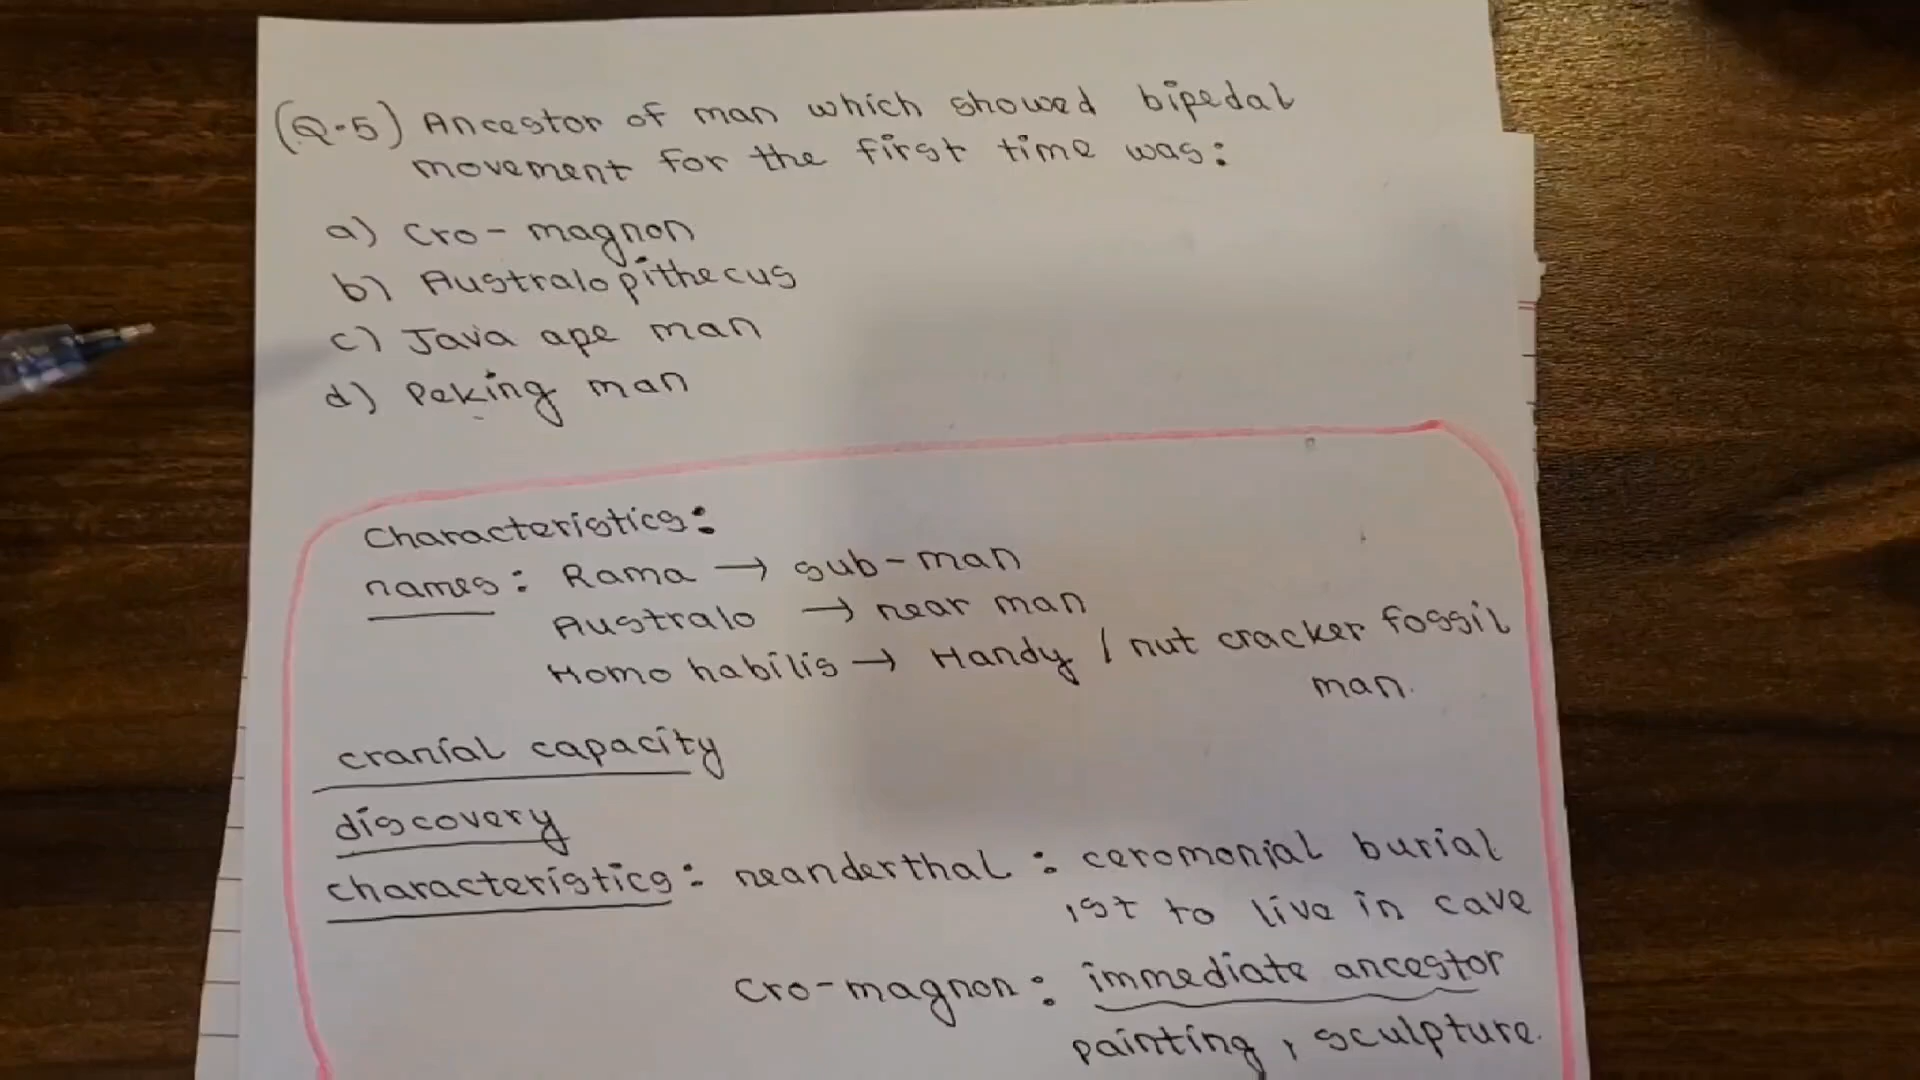 (Q.5) Ancestor of man which showed bipedal
movement for the first time was:
a) cro-magnon
b) Australopithecus
c) Java ape man
d) Peking man
Characteristics:
names: Rama → sub-man
Australo → near man
Homo habilis → Handy / nut cracker fossil
man.
cranial capacity
discovery
characteristics: neanderthal: ceromonial burial
1st to live in cave
cro-magnon: immediate ancestor
painting, sculpture.